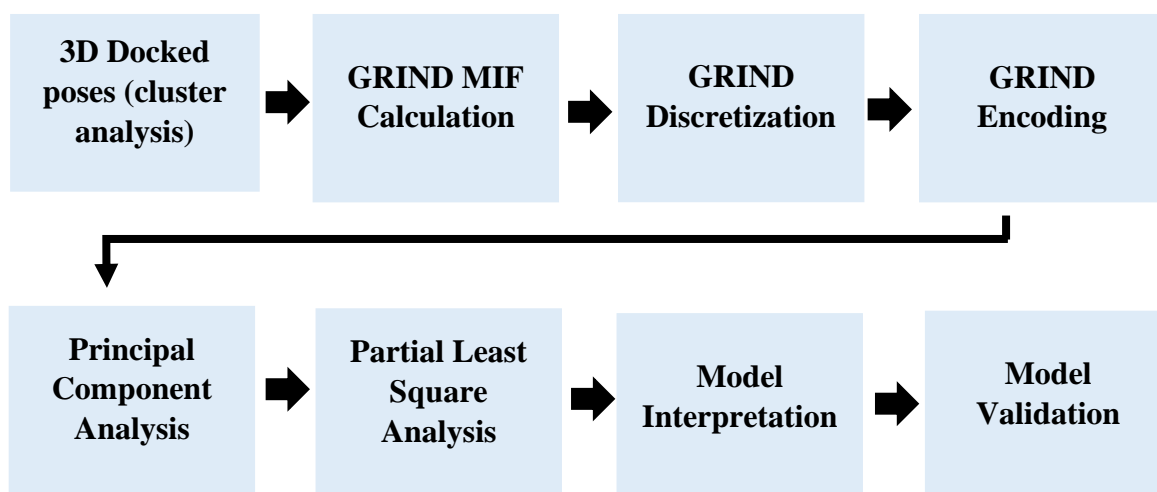 3D Docked
poses (cluster
analysis)
GRIND MIF
Calculation
GRIND
Discretization
GRIND
Encoding
Principal
Component
Analysis
Partial Least
Square
Analysis
Model
Interpretation
Model
Validation